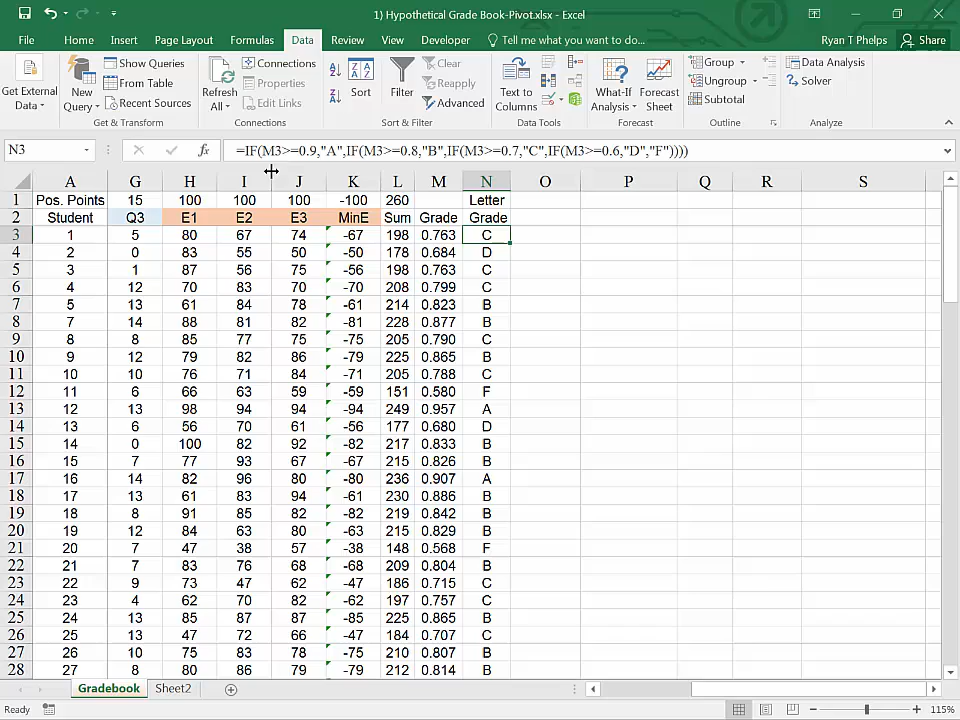 1) Hypothetical Grade Book-Pivot.xlsx - Excel
File Home Insert Page Layout Formulas Data Review View Developer Tell me what you want to do... Ryan T Phelps Share
Get External Data
New Query
Show Queries
From Table
Recent Sources
Get & Transform
Refresh All
Connections
Properties
Edit Links
Connections
Sort
Filter
Clear
Reapply
Advanced
Sort & Filter
Text to Columns
Data Tools
What-If Analysis
Forecast Sheet
Forecast
Group
Ungroup
Subtotal
Outline
Data Analysis
Solver
Analyze
N3 fx =IF(M3>=0.9,"A",IF(M3>=0.8,"B",IF(M3>=0.7,"C",IF(M3>=0.6,"D","F"))))
A G H I J K L M N O P Q R S
1 Pos. Points 15 100 100 100 -100 260 Letter
2 Student Q3 E1 E2 E3 MinE Sum Grade Grade
3 1 5 80 67 74 -67 198 0.763 C
4 2 0 83 55 50 -50 178 0.684 D
5 3 1 87 56 75 -56 198 0.763 C
6 4 12 70 83 70 -70 208 0.799 C
7 5 13 61 84 78 -61 214 0.823 B
8 7 14 88 81 82 -81 228 0.877 B
9 8 8 85 77 75 -75 205 0.790 C
10 9 12 79 82 86 -79 225 0.865 B
11 10 10 76 71 84 -71 205 0.788 C
12 11 6 66 63 59 -59 151 0.580 F
13 12 13 98 94 94 -94 249 0.957 A
14 13 6 56 70 61 -56 177 0.680 D
15 14 0 100 82 92 -82 217 0.833 B
16 15 7 77 93 67 -67 215 0.826 B
17 16 14 82 96 80 -80 236 0.907 A
18 17 13 61 83 94 -61 230 0.886 B
19 18 8 91 85 82 -82 219 0.842 B
20 19 12 84 63 80 -63 215 0.829 B
21 20 7 47 38 57 -38 148 0.568 F
22 21 7 83 76 68 -68 209 0.804 B
23 22 9 73 47 62 -47 186 0.715 C
24 23 4 62 70 82 -62 197 0.757 C
25 24 13 85 87 87 -85 225 0.865 B
26 25 13 47 72 66 -47 184 0.707 C
27 26 10 75 83 78 -75 210 0.807 B
28 27 8 80 86 79 -79 212 0.814 B
Gradebook Sheet2
Ready 115%